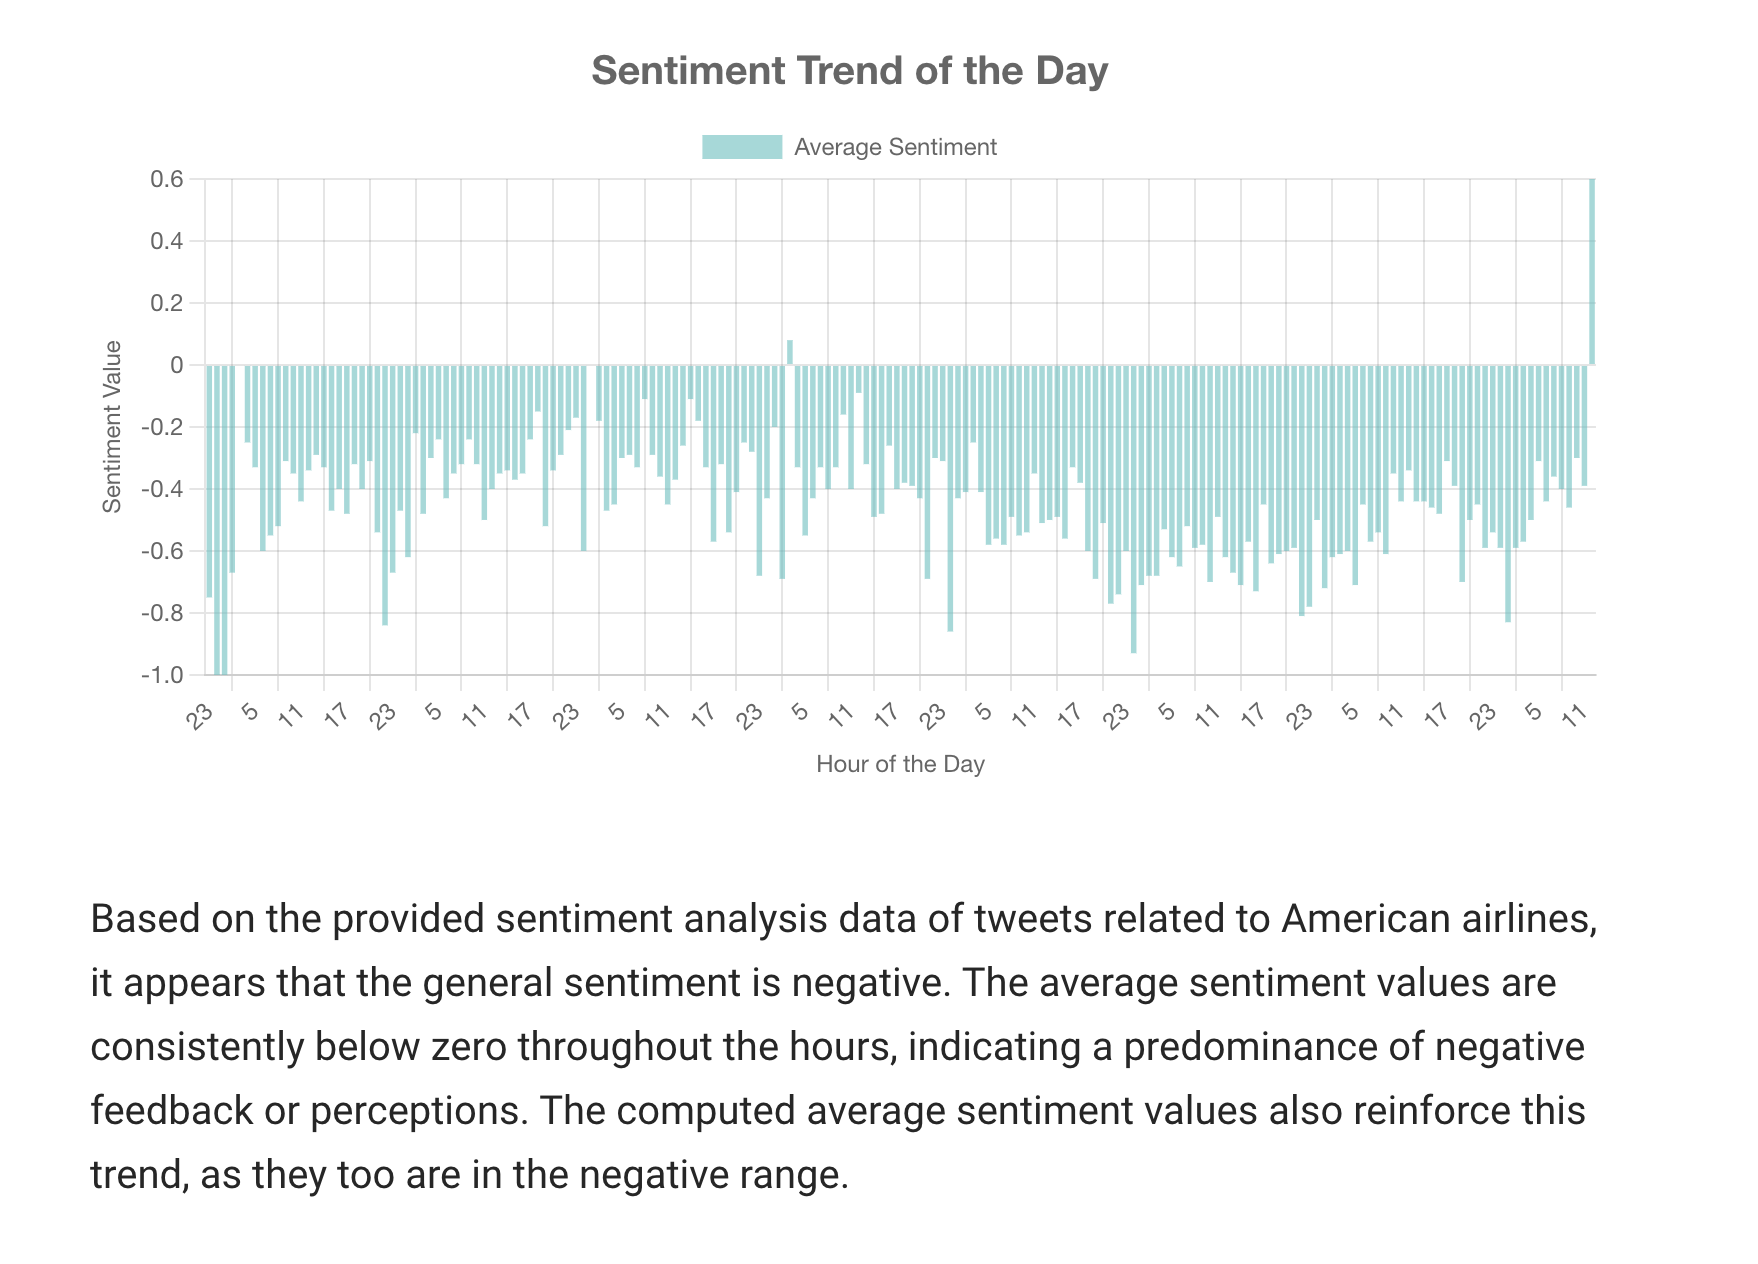 Sentiment Trend of the Day
Average Sentiment
0.6
0.4
0.2
0
-0.2
-0.4
-0.6
-0.8
-1.0
Sentiment Value
23 5 11 17 23 5 11 17 23 5 11 17 23 5 11 17 23 5 11 17 23 5 11 17 23 5 11 17 23 5 11
Hour of the Day
Based on the provided sentiment analysis data of tweets related to American airlines,
it appears that the general sentiment is negative. The average sentiment values are
consistently below zero throughout the hours, indicating a predominance of negative
feedback or perceptions. The computed average sentiment values also reinforce this
trend, as they too are in the negative range.